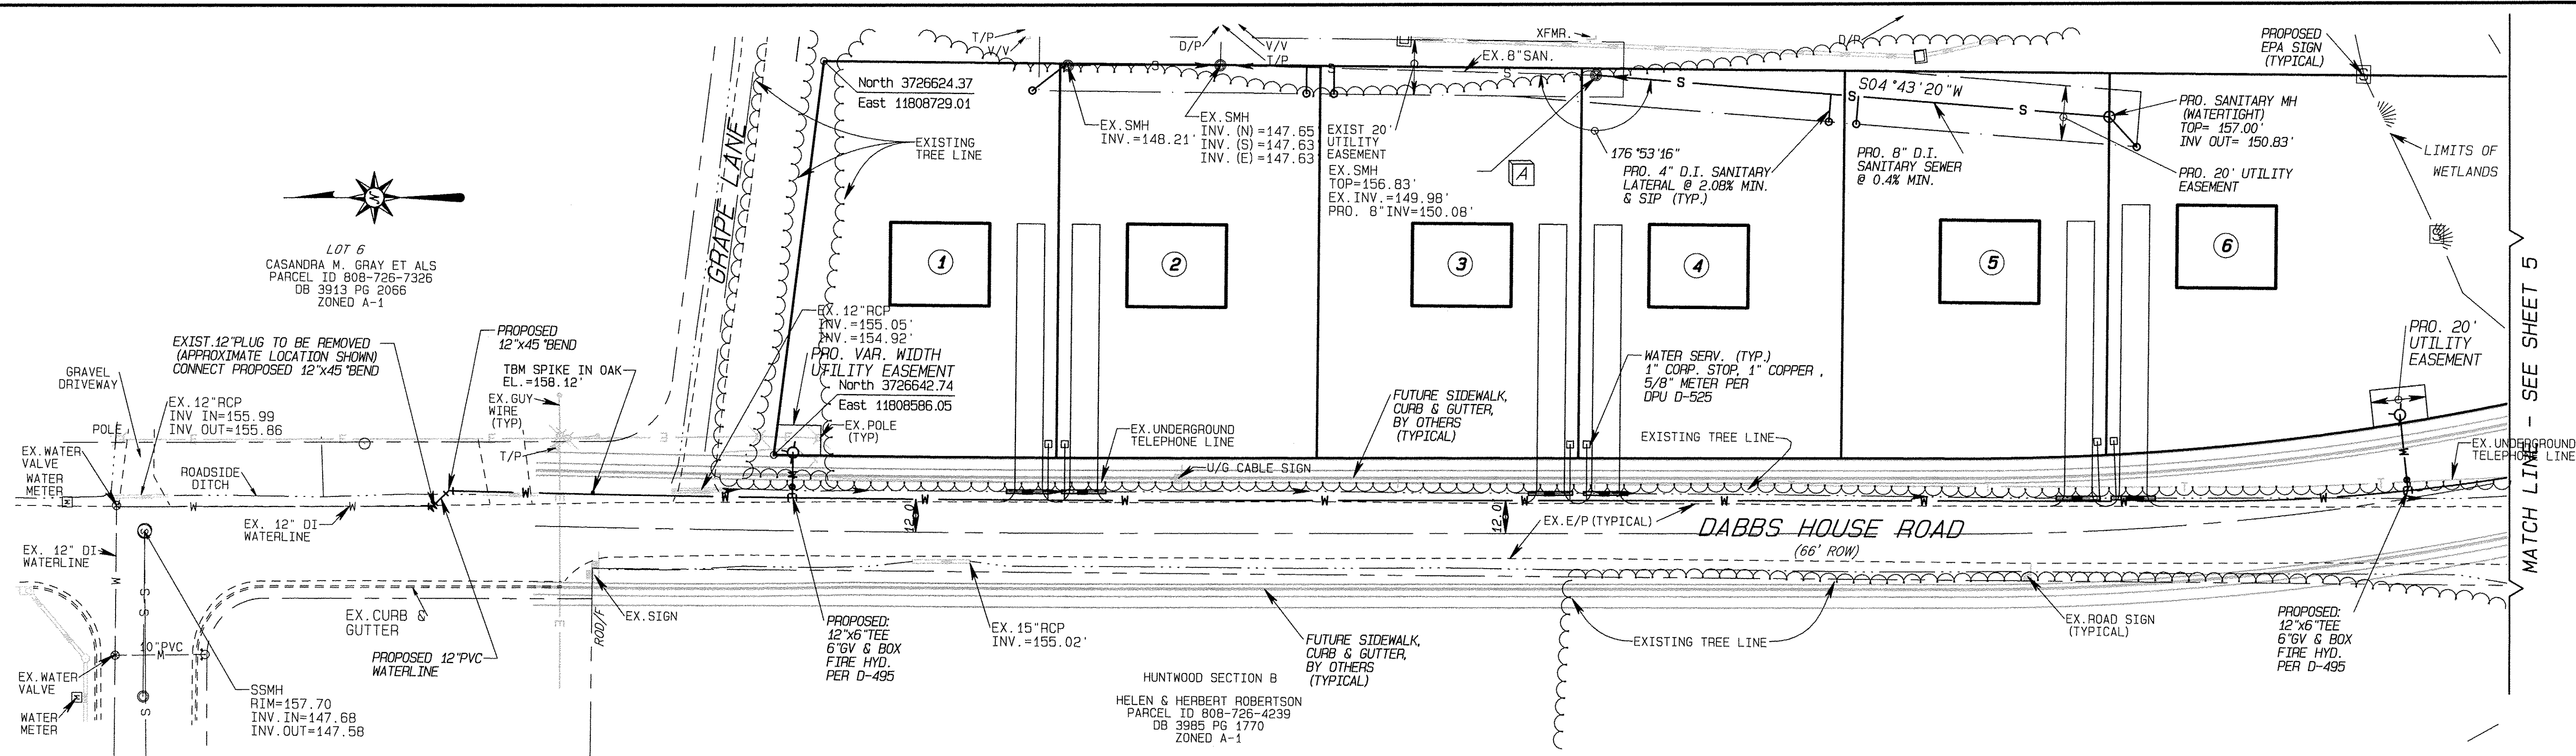 T/P
V/V
D/P
V/V
T/P
XFMR.
D/P
PROPOSED
EPA SIGN
(TYPICAL)
EX.8"SAN.
North 3726624.37
East 11808729.01
EXISTING
TREE LINE
EX.SMH
INV.=148.21'
EX.SMH
INV. (N)=147.65'
INV. (S)=147.63'
INV. (E)=147.63'
EXIST 20'
UTILITY
EASEMENT
EX.SMH
TOP=156.83'
EX.INV.=149.98'
PRO. 8"INV=150.08'
A
176°53'16"
PRO. 4" D.I. SANITARY
LATERAL @ 2.08% MIN.
& SIP (TYP.)
S04°43'20"W
S
S
S
S
S
PRO. 8" D.I.
SANITARY SEWER
@ 0.4% MIN.
PRO. SANITARY MH
(WATERTIGHT)
TOP= 157.00'
INV OUT= 150.83'
PRO. 20' UTILITY
EASEMENT
LIMITS OF
WETLANDS
GRAPE LANE
N
LOT 6
CASANDRA M. GRAY ET ALS
PARCEL ID 808-726-7326
DB 3913 PG 2066
ZONED A-1
1
2
3
4
5
6
MATCH LINE - SEE SHEET 5
EX.12"RCP
INV.=155.05'
INV.=154.92'
PRO. VAR. WIDTH
UTILITY EASEMENT
North 3726642.74
East 11808586.05
EX.POLE
(TYP)
EXIST.12"PLUG TO BE REMOVED
(APPROXIMATE LOCATION SHOWN)
CONNECT PROPOSED 12"x45°BEND
PROPOSED
12"x45°BEND
TBM SPIKE IN OAK
EL.=158.12'
GRAVEL
DRIVEWAY
EX.12"RCP
INV IN=155.99
INV OUT=155.86
EX.GUY
WIRE
(TYP)
POLE
T/P
EX.WATER
VALVE
WATER
METER
ROADSIDE
DITCH
EX.UNDERGROUND
TELEPHONE LINE
U/G CABLE SIGN
FUTURE SIDEWALK,
CURB & GUTTER,
BY OTHERS
(TYPICAL)
WATER SERV. (TYP.)
1" CORP. STOP, 1" COPPER ,
5/8" METER PER
DPU D-525
EXISTING TREE LINE
PRO. 20'
UTILITY
EASEMENT
EX.UNDERGROUND
TELEPHONE LINE
W
W
W
W
W
W
W
W
W
W
W
EX. 12" DI
WATERLINE
EX. 12" DI
WATERLINE
12.0
12.0
EX.E/P(TYPICAL)
DABBS HOUSE ROAD
(66' ROW)
EX.CURB &
GUTTER
10"PVC
EX.SIGN
ROD/F
PROPOSED 12"PVC
WATERLINE
PROPOSED:
12"x6"TEE
6"GV & BOX
FIRE HYD.
PER D-495
EX.15"RCP
INV.=155.02'
FUTURE SIDEWALK,
CURB & GUTTER,
BY OTHERS
(TYPICAL)
EXISTING TREE LINE
EX.ROAD SIGN
(TYPICAL)
PROPOSED:
12"x6"TEE
6"GV & BOX
FIRE HYD.
PER D-495
EX.WATER
VALVE
WATER
METER
SSMH
RIM=157.70
INV.IN=147.68
INV.OUT=147.58
HUNTWOOD SECTION B
HELEN & HERBERT ROBERTSON
PARCEL ID 808-726-4239
DB 3985 PG 1770
ZONED A-1